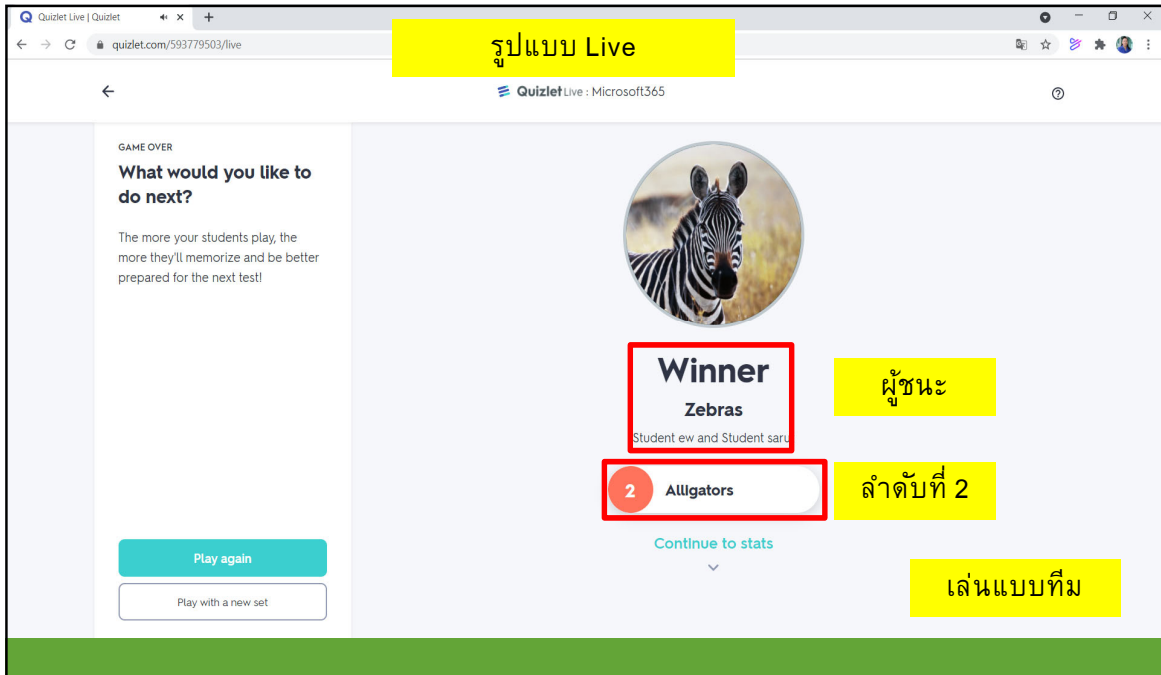 Quizlet Live | Quizlet
quizlet.com/593779503/live
รูปแบบ Live
Quizlet Live : Microsoft365
GAME OVER
What would you like to
do next?
The more your students play, the
more they'll memorize and be better
prepared for the next test!
Play again
Play with a new set
Winner
Zebras
Student ew and Student saru
ผู้ชนะ
2 Alligators
ลำดับที่ 2
Continue to stats
เล่นแบบทีม